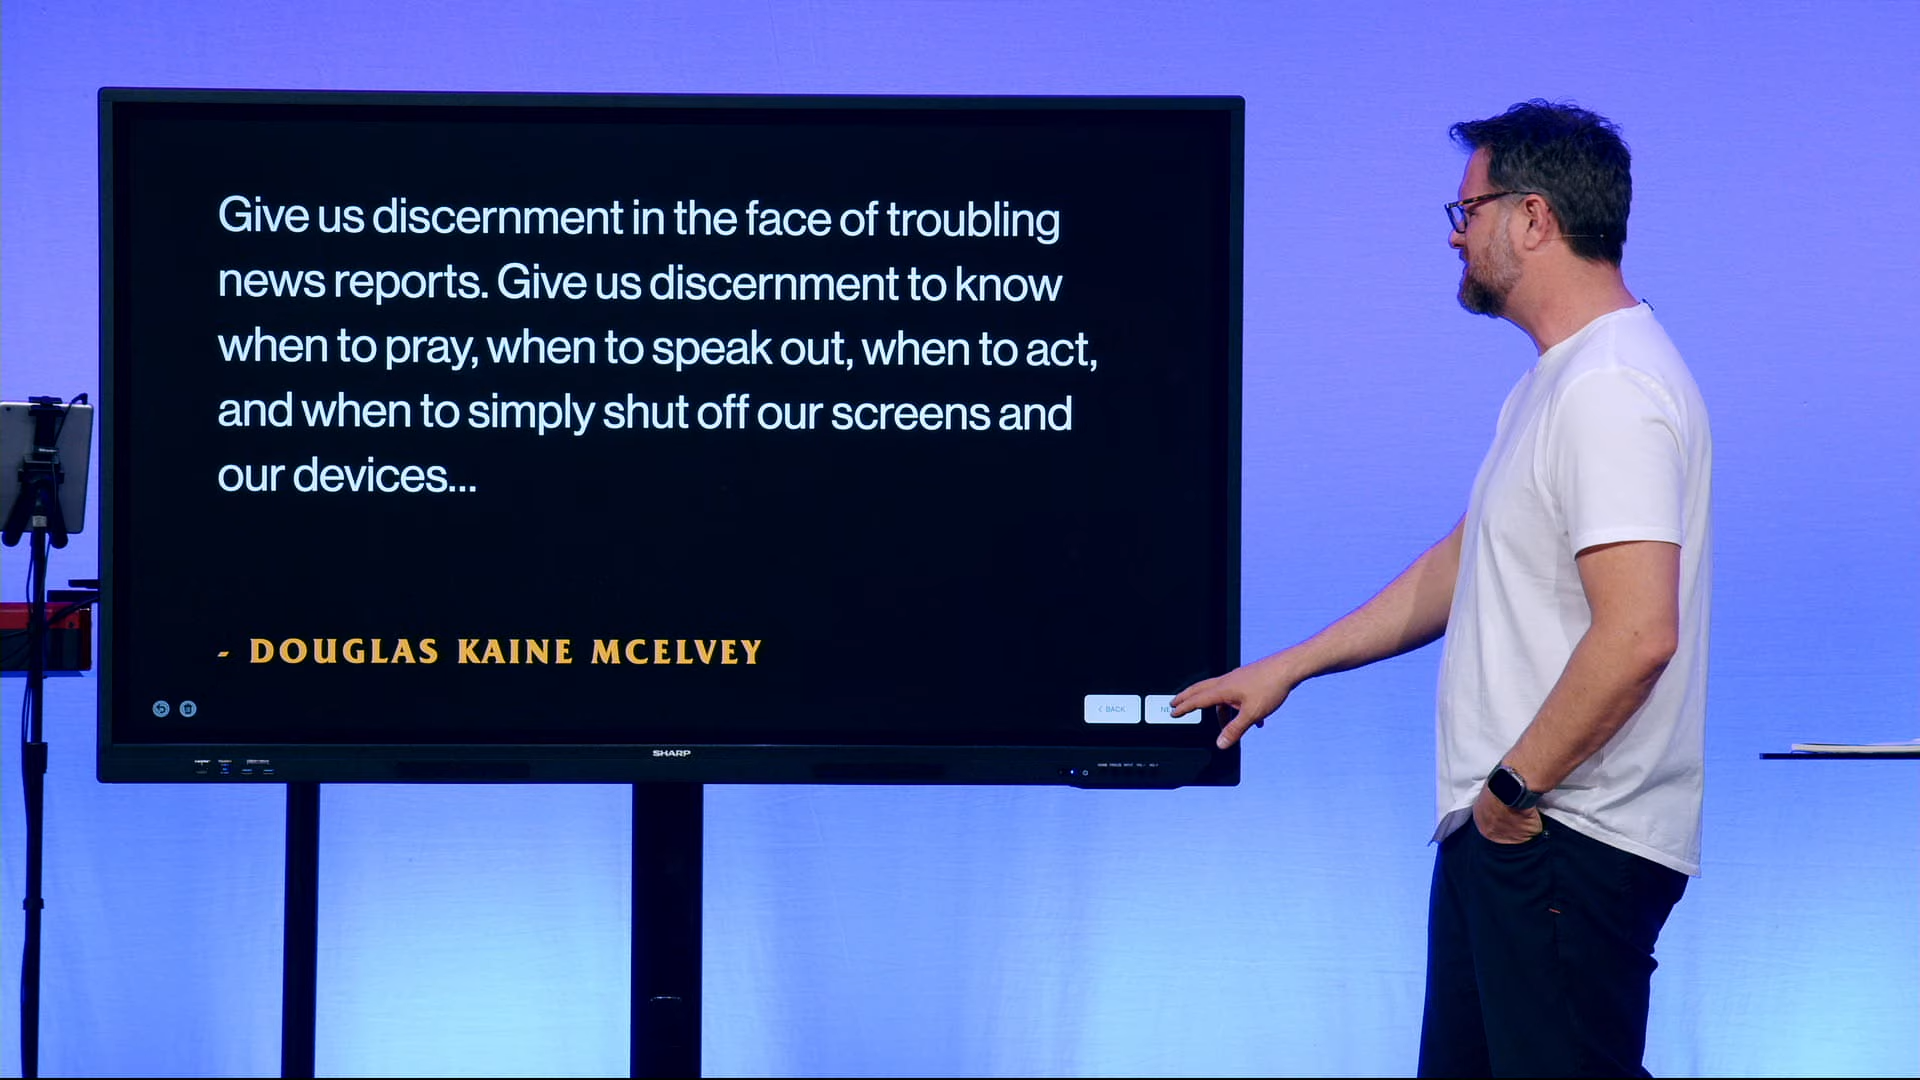 Give us discernment in the face of troubling
news reports. Give us discernment to know
when to pray, when to speak out, when to act,
and when to simply shut off our screens and
our devices...
- DOUGLAS KAINE MCELVEY
< BACK
SHARP